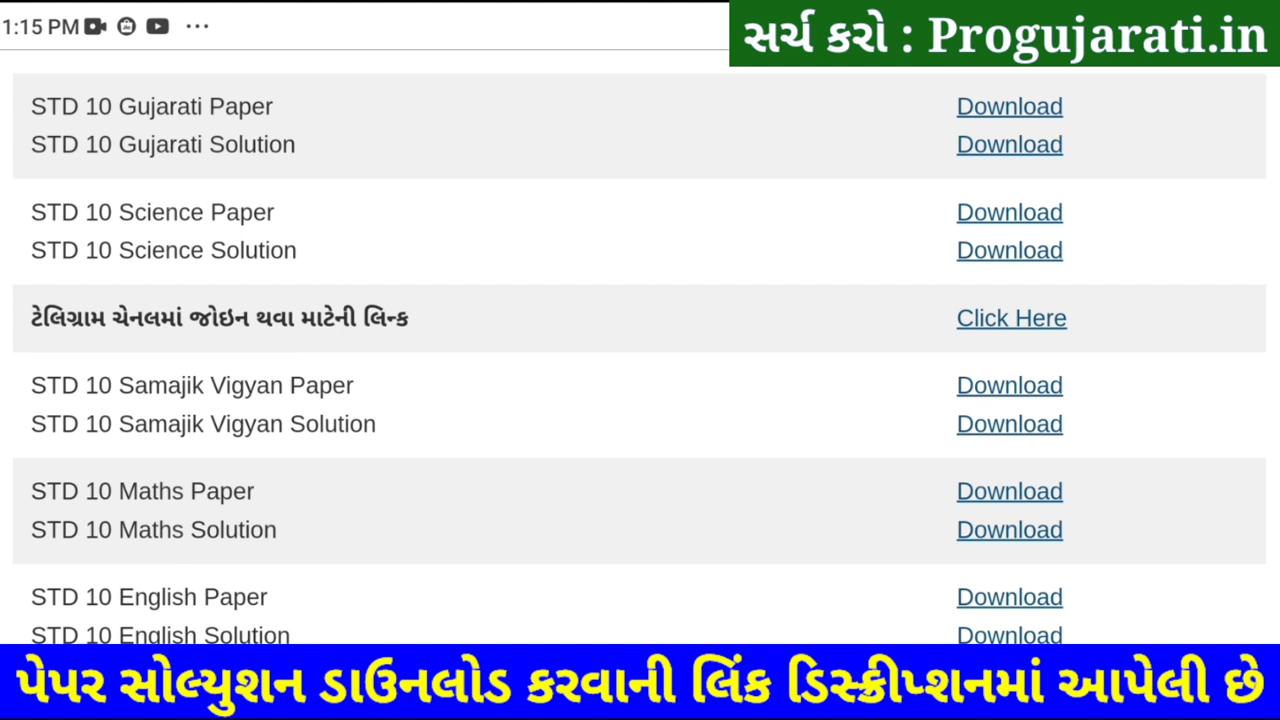 1:15 PM
સર્ચ કરો : Progujarati.in
STD 10 Gujarati Paper Download
STD 10 Gujarati Solution Download
STD 10 Science Paper Download
STD 10 Science Solution Download
ટેલિગ્રામ ચેનલમાં જોઇન થવા માટેની લિન્ક Click Here
STD 10 Samajik Vigyan Paper Download
STD 10 Samajik Vigyan Solution Download
STD 10 Maths Paper Download
STD 10 Maths Solution Download
STD 10 English Paper Download
STD 10 English Solution Download
પેપર સોલ્યુશન ડાઉનલોડ કરવાની લિંક ડિસ્ક્રીપ્શનમાં આપેલી છે